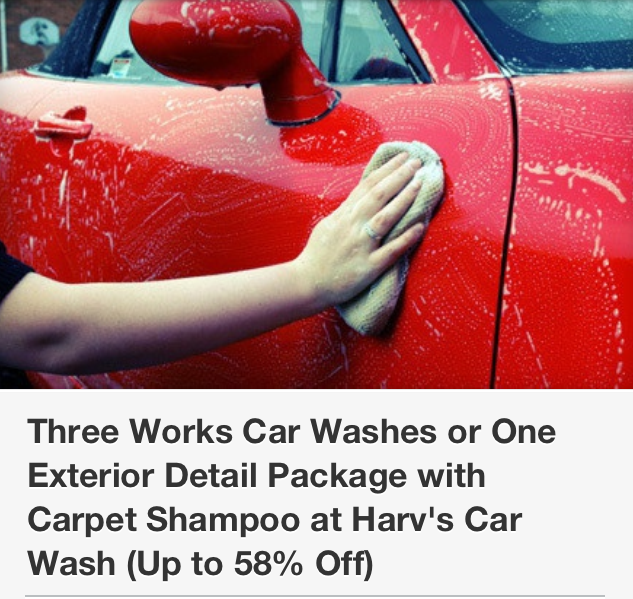 Three Works Car Washes or One
Exterior Detail Package with
Carpet Shampoo at Harv's Car
Wash (Up to 58% Off)